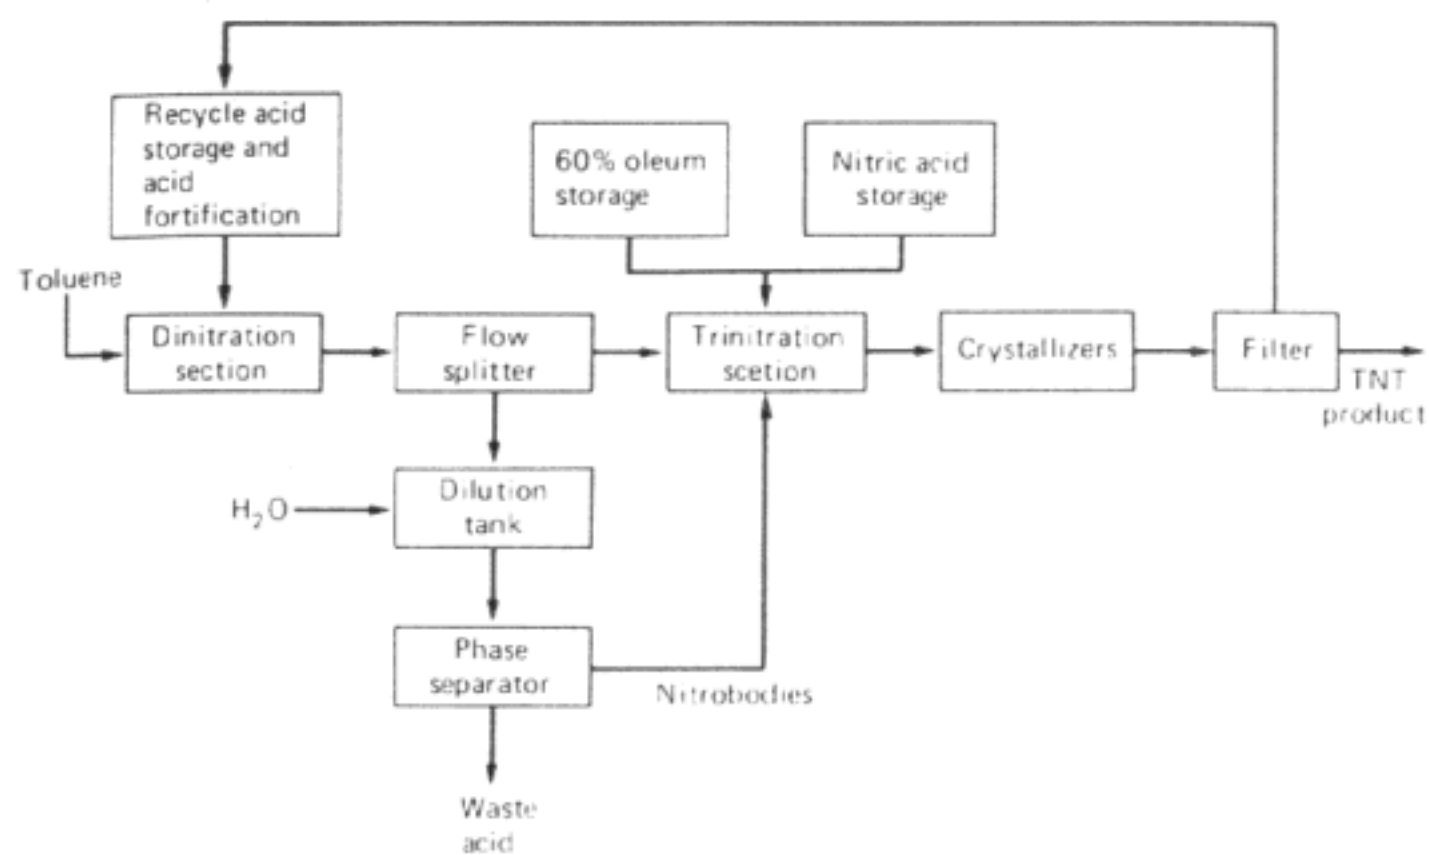 Recycle acid
storage and
acid
fortification
60% oleum
storage
Nitric acid
storage
Toluene
Dinitration
section
Flow
splitter
Trinitration
scetion
Crystallizers
Filter
TNT
product
H₂O
Dilution
tank
Phase
separator
Nitrobodies
Waste
acid